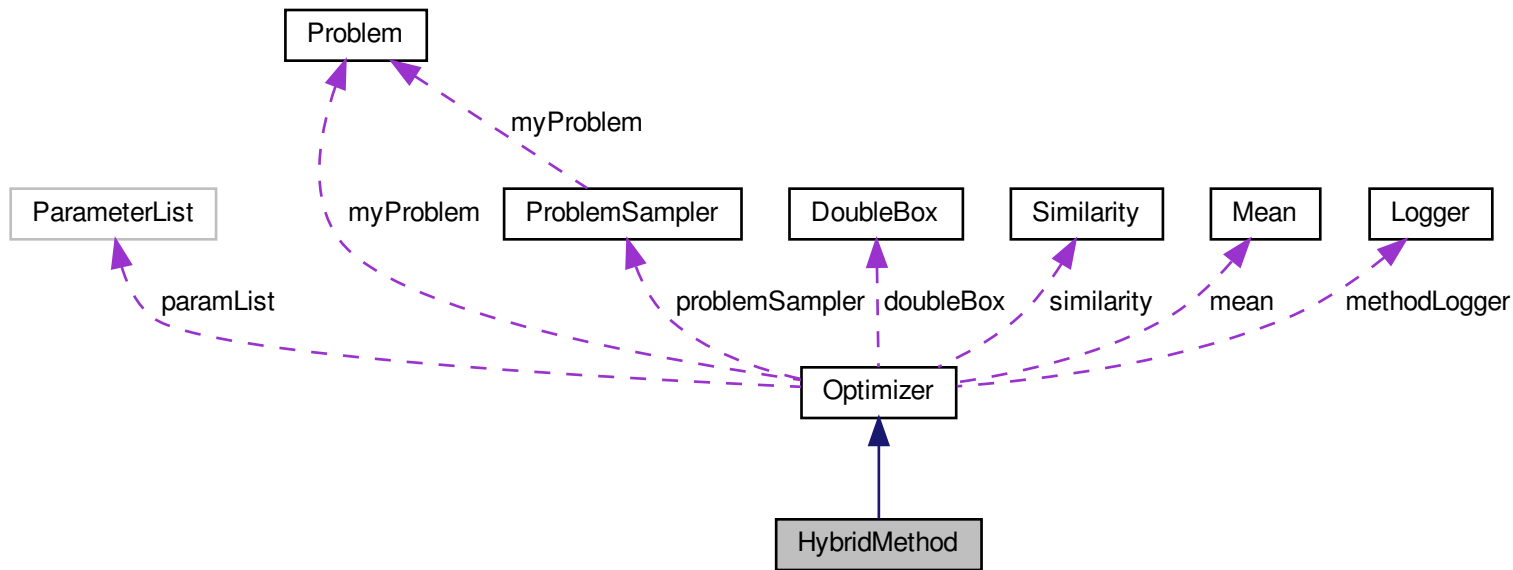 Problem
myProblem
ParameterList
myProblem
ProblemSampler
DoubleBox
Similarity
Mean
Logger
paramList
problemSampler
doubleBox
similarity
mean
methodLogger
Optimizer
HybridMethod